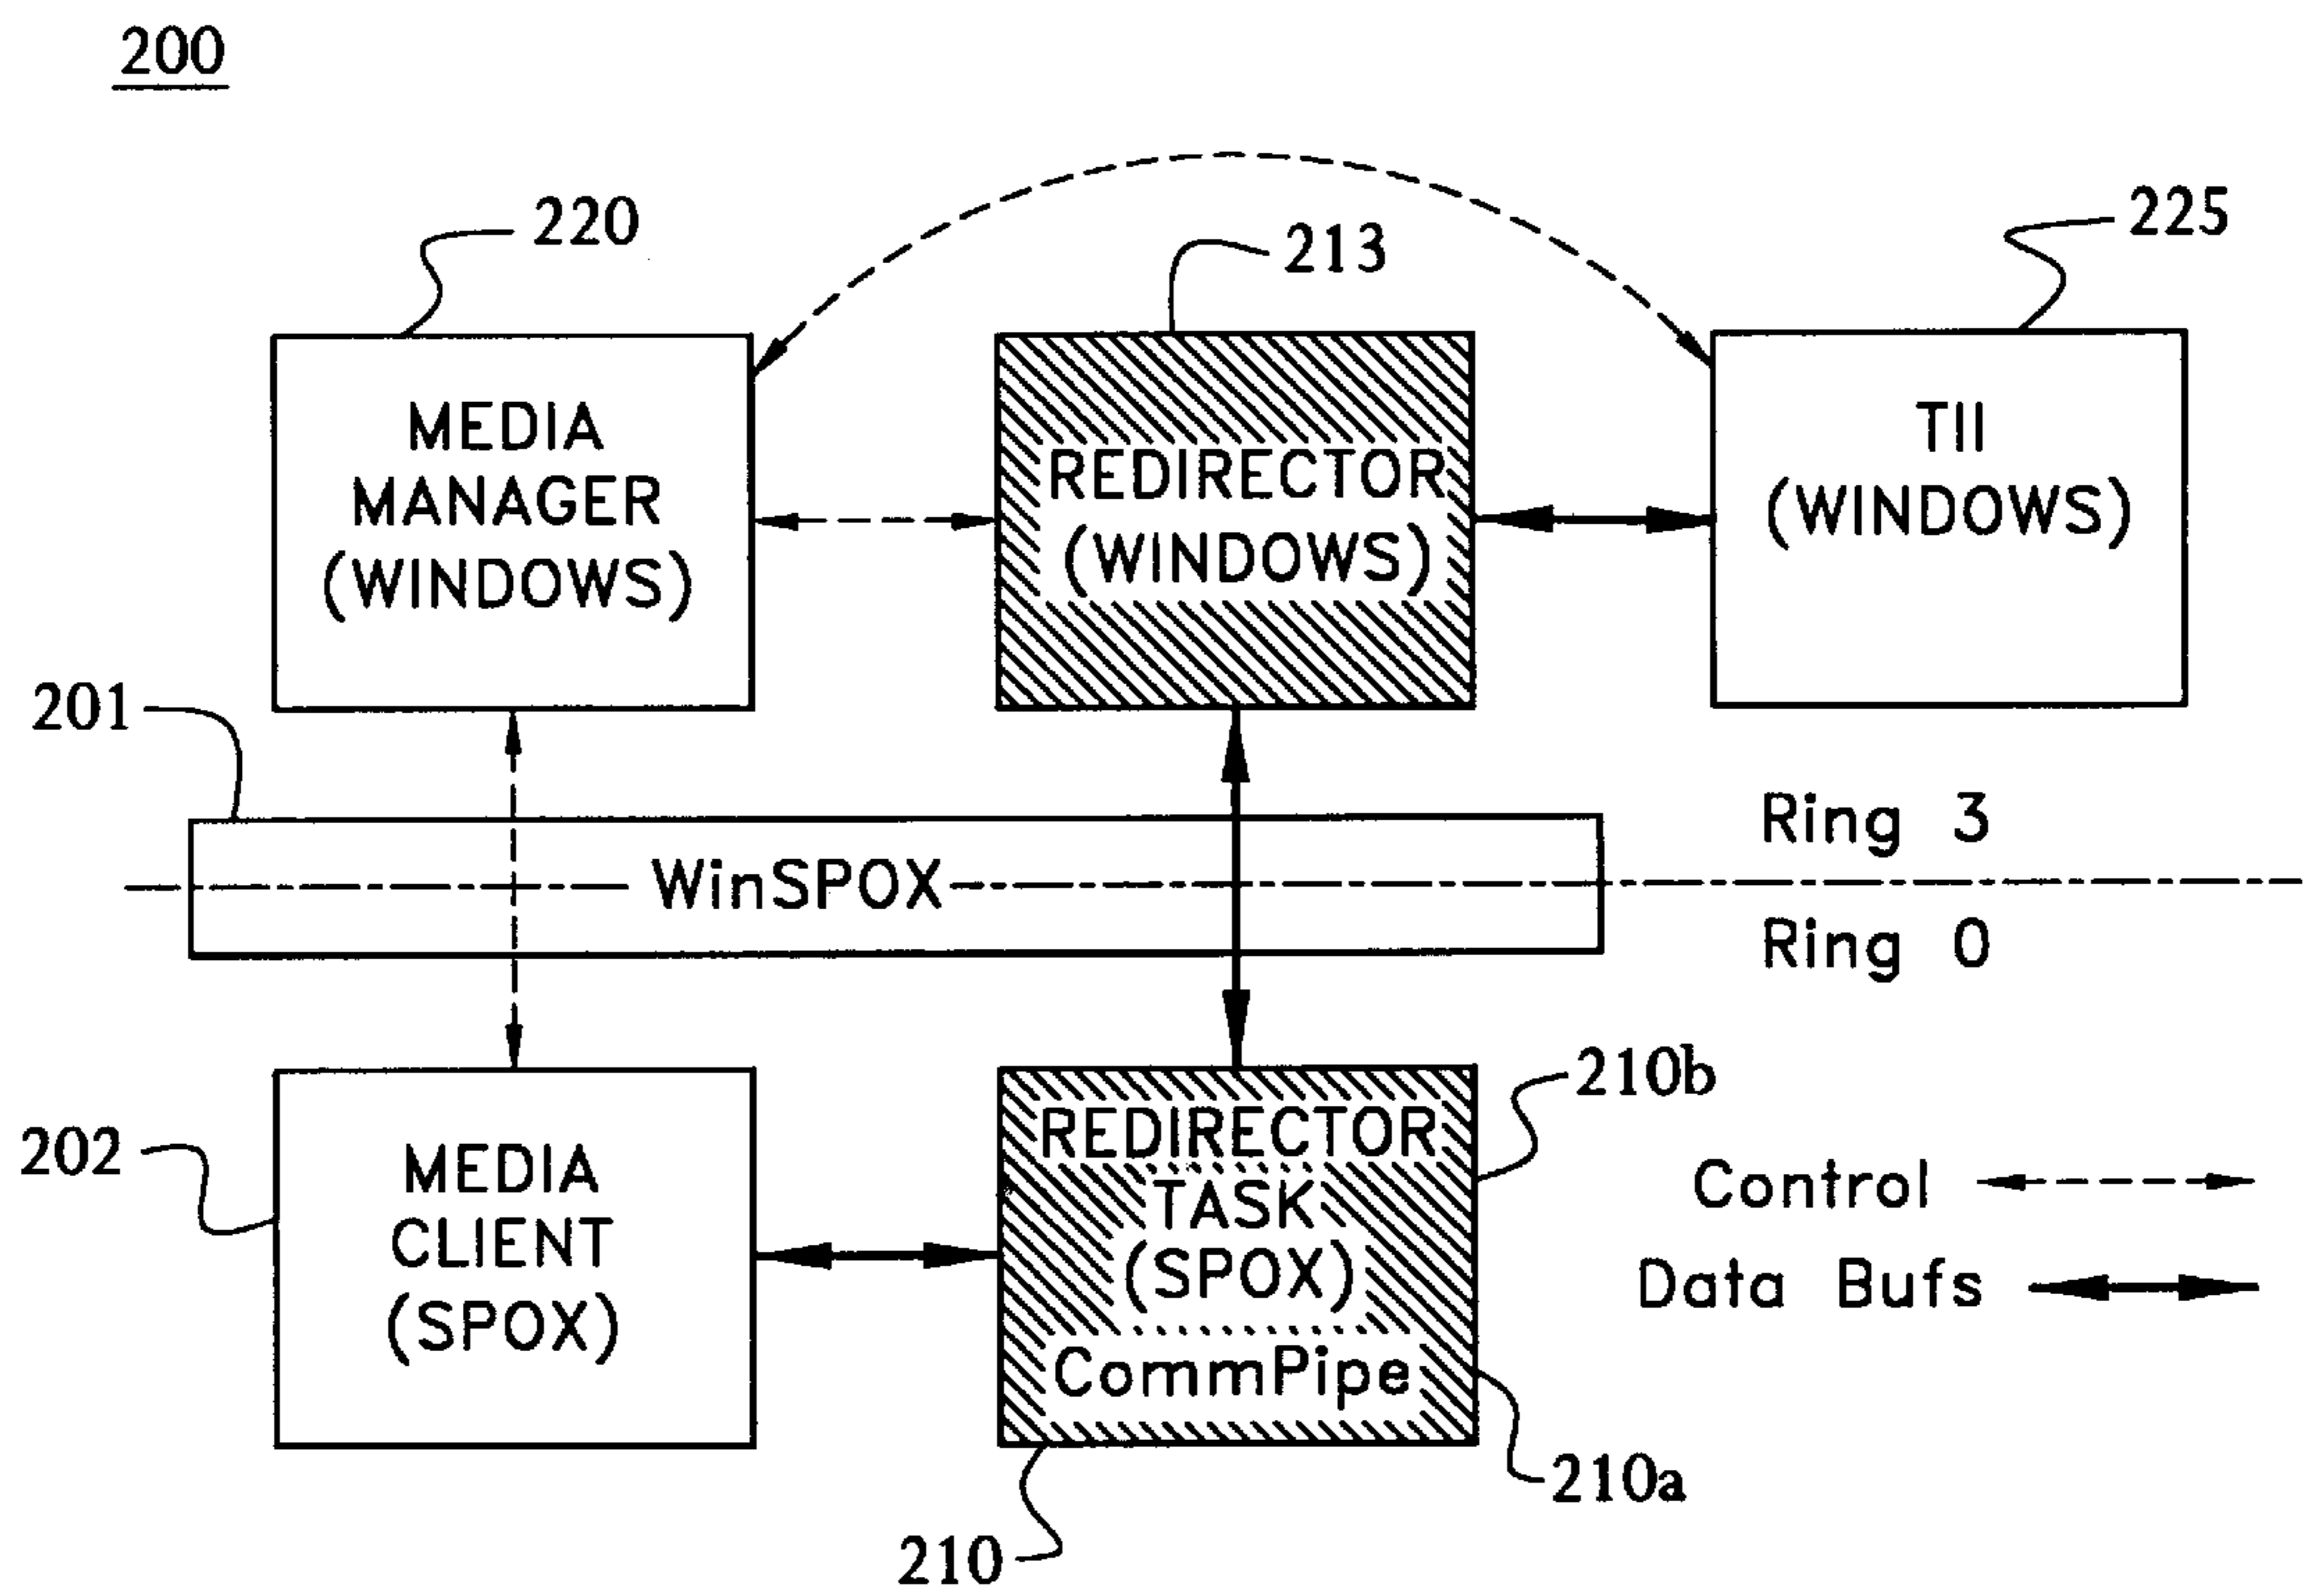 200
220
213
225
MEDIA
MANAGER
(WINDOWS)
REDIRECTOR
(WINDOWS)
TII
(WINDOWS)
201
Ring 3
WinSPOX
Ring 0
202
MEDIA
CLIENT
(SPOX)
REDIRECTOR
TASK
(SPOX)
CommPipe
210b
210a
210
Control
Data Bufs